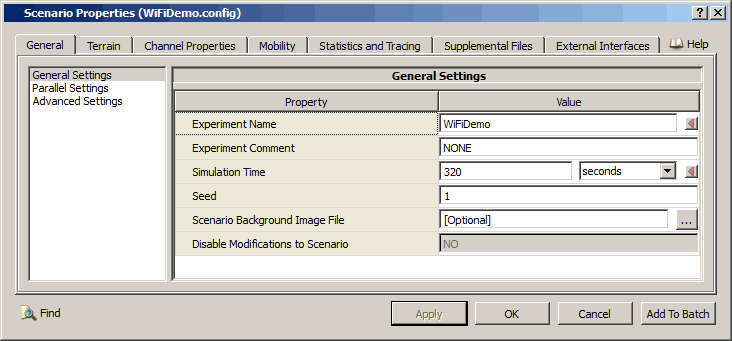 Scenario Properties (WiFiDemo.config)
General Terrain Channel Properties Mobility Statistics and Tracing Supplemental Files External Interfaces Help
General Settings
Parallel Settings
Advanced Settings
General Settings
Property Value
Experiment Name WiFiDemo
Experiment Comment NONE
Simulation Time 320 seconds
Seed 1
Scenario Background Image File [Optional] ...
Disable Modifications to Scenario NO
Find Apply OK Cancel Add To Batch